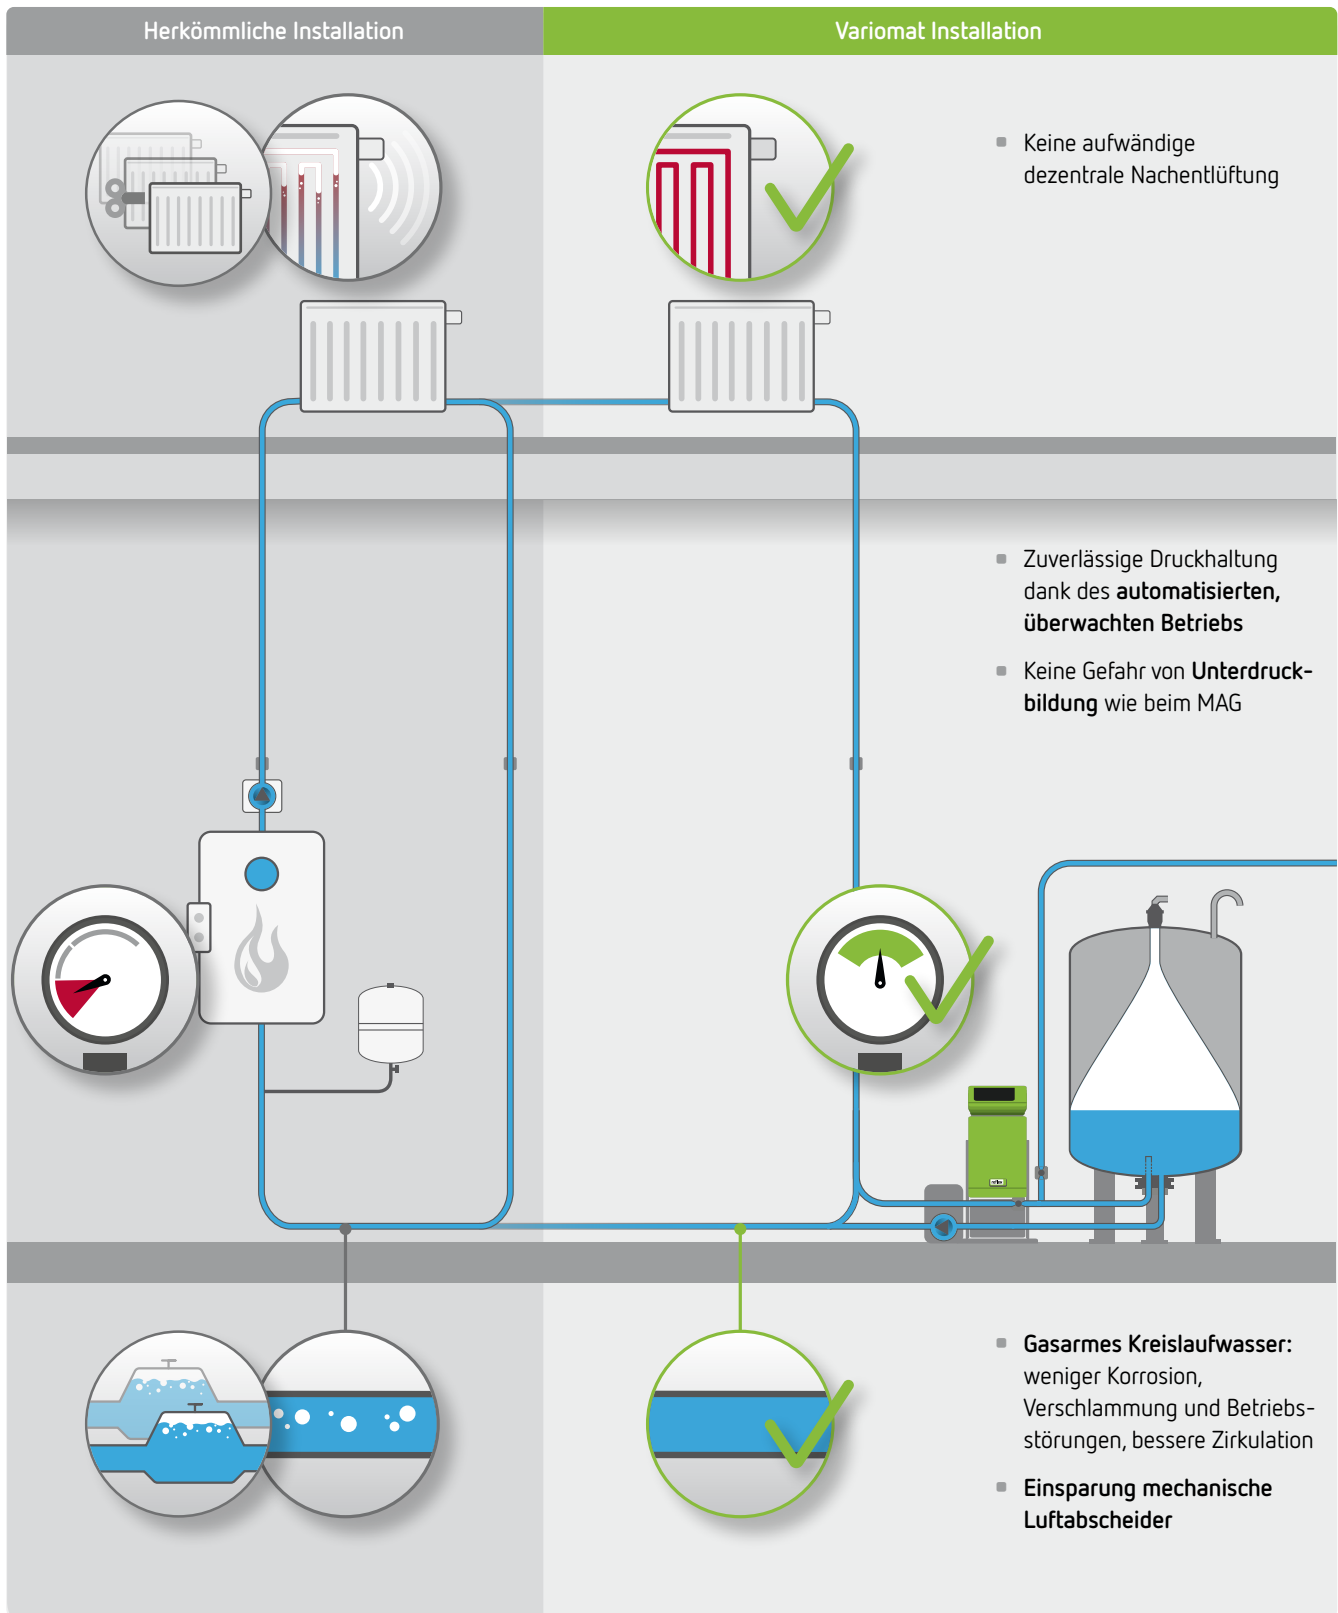 Herkömmliche Installation
Variomat Installation
Keine aufwändige
dezentrale Nachentlüftung
Zuverlässige Druckhaltung
dank des automatisierten,
überwachten Betriebs
Keine Gefahr von Unterdruck-
bildung wie beim MAG
Gasarmes Kreislaufwasser:
weniger Korrosion,
Verschlammung und Betriebs-
störungen, bessere Zirkulation
Einsparung mechanische
Luftabscheider